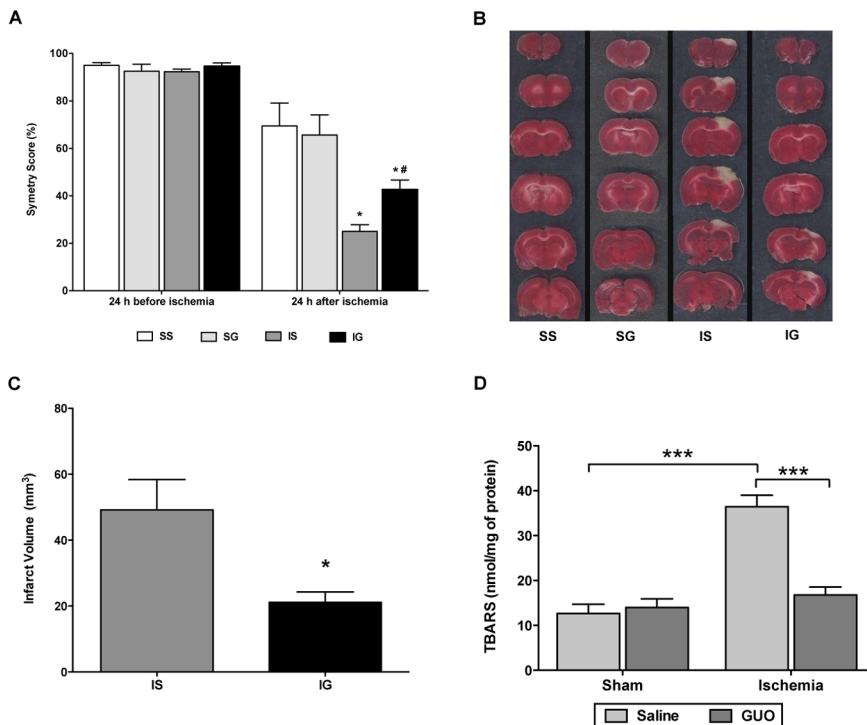 A
Symetry Score (%)
100
80
60
40
20
0
* #
*
24 h before ischemia 24 h after ischemia
SS SG IS IG
B
SS SG IS IG
C
Infarct Volume (mm³)
80
60
40
20
0
*
IS IG
D
TBARS (nmol/mg of protein)
50
40
30
20
10
0
***
***
Sham Ischemia
Saline GUO